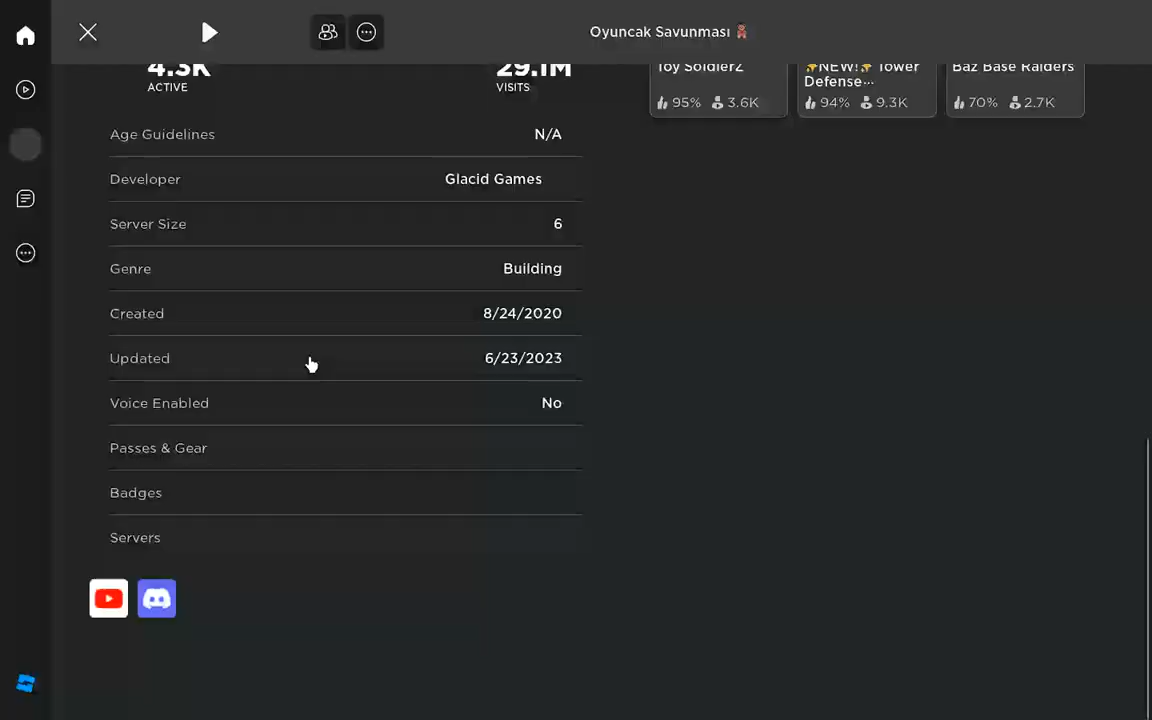 Oyuncak Savunması
4.3K
ACTIVE
29.1M
VISITS
Toy SoldierZ
95% 3.6K
✨NEW!✨ Tower
Defense...
94% 9.3K
Baz Base Raiders
70% 2.7K
Age Guidelines N/A
Developer Glacid Games
Server Size 6
Genre Building
Created 8/24/2020
Updated 6/23/2023
Voice Enabled No
Passes & Gear
Badges
Servers